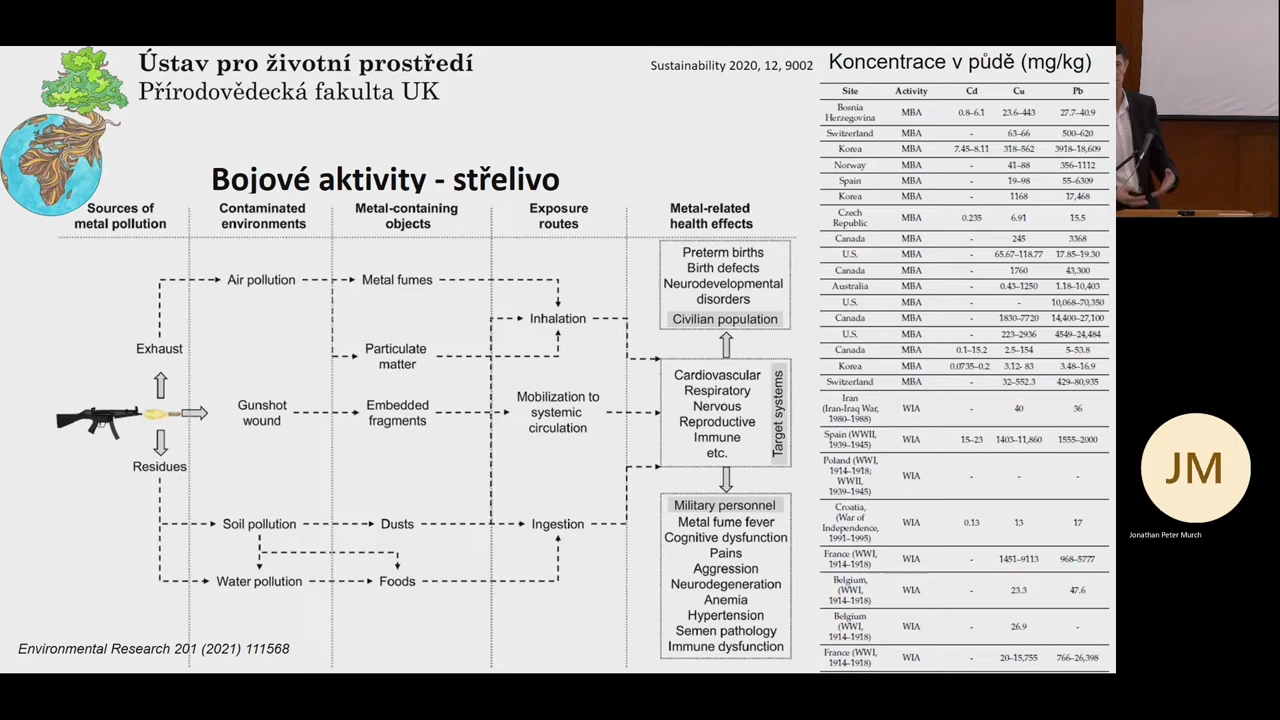 Ústav pro životní prostředí
Přírodovědecká fakulta UK
Sustainability 2020, 12, 9002
Bojové aktivity - střelivo
Sources of
metal pollution
Contaminated
environments
Metal-containing
objects
Exposure
routes
Metal-related
health effects
Air pollution
Metal fumes
Exhaust
Particulate
matter
Inhalation
Gunshot
wound
Embedded
fragments
Mobilization to
systemic
circulation
Residues
Soil pollution
Dusts
Ingestion
Water pollution
Foods
Preterm births
Birth defects
Neurodevelopmental
disorders
Civilian population
Cardiovascular
Respiratory
Nervous
Reproductive
Immune
etc.
Target systems
Military personnel
Metal fume fever
Cognitive dysfunction
Pains
Aggression
Neurodegeneration
Anemia
Hypertension
Semen pathology
Immune dysfunction
Environmental Research 201 (2021) 111568
Koncentrace v půdě (mg/kg)
Site Activity Cd Cu Pb
Bosnia
Herzegovina MBA 0.8–6.1 23.6–443 27.7–40.9
Switzerland MBA - 63–66 500–620
Korea MBA 7.45–8.11 318–562 3918–18,609
Norway MBA - 41–88 356–1112
Spain MBA - 19–98 55–6309
Korea MBA - 1168 17,468
Czech
Republic MBA 0.235 6.91 15.5
Canada MBA - 245 3368
U.S. MBA - 65.67–118.77 17.85–19.30
Canada MBA - 1760 43,300
Australia MBA - 0.43–1250 1.18–10,403
U.S. MBA - - 10,068–70,350
Canada MBA - 1830–7720 14,400–27,100
U.S. MBA - 223–2936 4549–24,484
Canada MBA 0.1–15.2 2.5–154 5–53.8
Korea MBA 0.0735–0.2 3.12- 83 3.48–16.9
Switzerland MBA - 32–552.3 429–80,935
Iran
(Iran-Iraq War,
1980–1988) WIA - 40 36
Spain (WWII,
1939–1945) WIA 15–23 1403–11,860 1555–2000
Poland (WWI,
1914–1918;
WWII,
1939–1945) WIA - - -
Croatia,
(War of
Independence,
1991–1995) WIA 0.13 13 17
France (WWI,
1914–1918) WIA - 1451–9113 968–5777
Belgium,
(WWI,
1914–1918) WIA - 23.3 47.6
Belgium
(WWI,
1914–1918) WIA - 26.9 -
France (WWI,
1914–1918) WIA - 20–15,755 766–26,398
JM
Jonathan Peter Murch